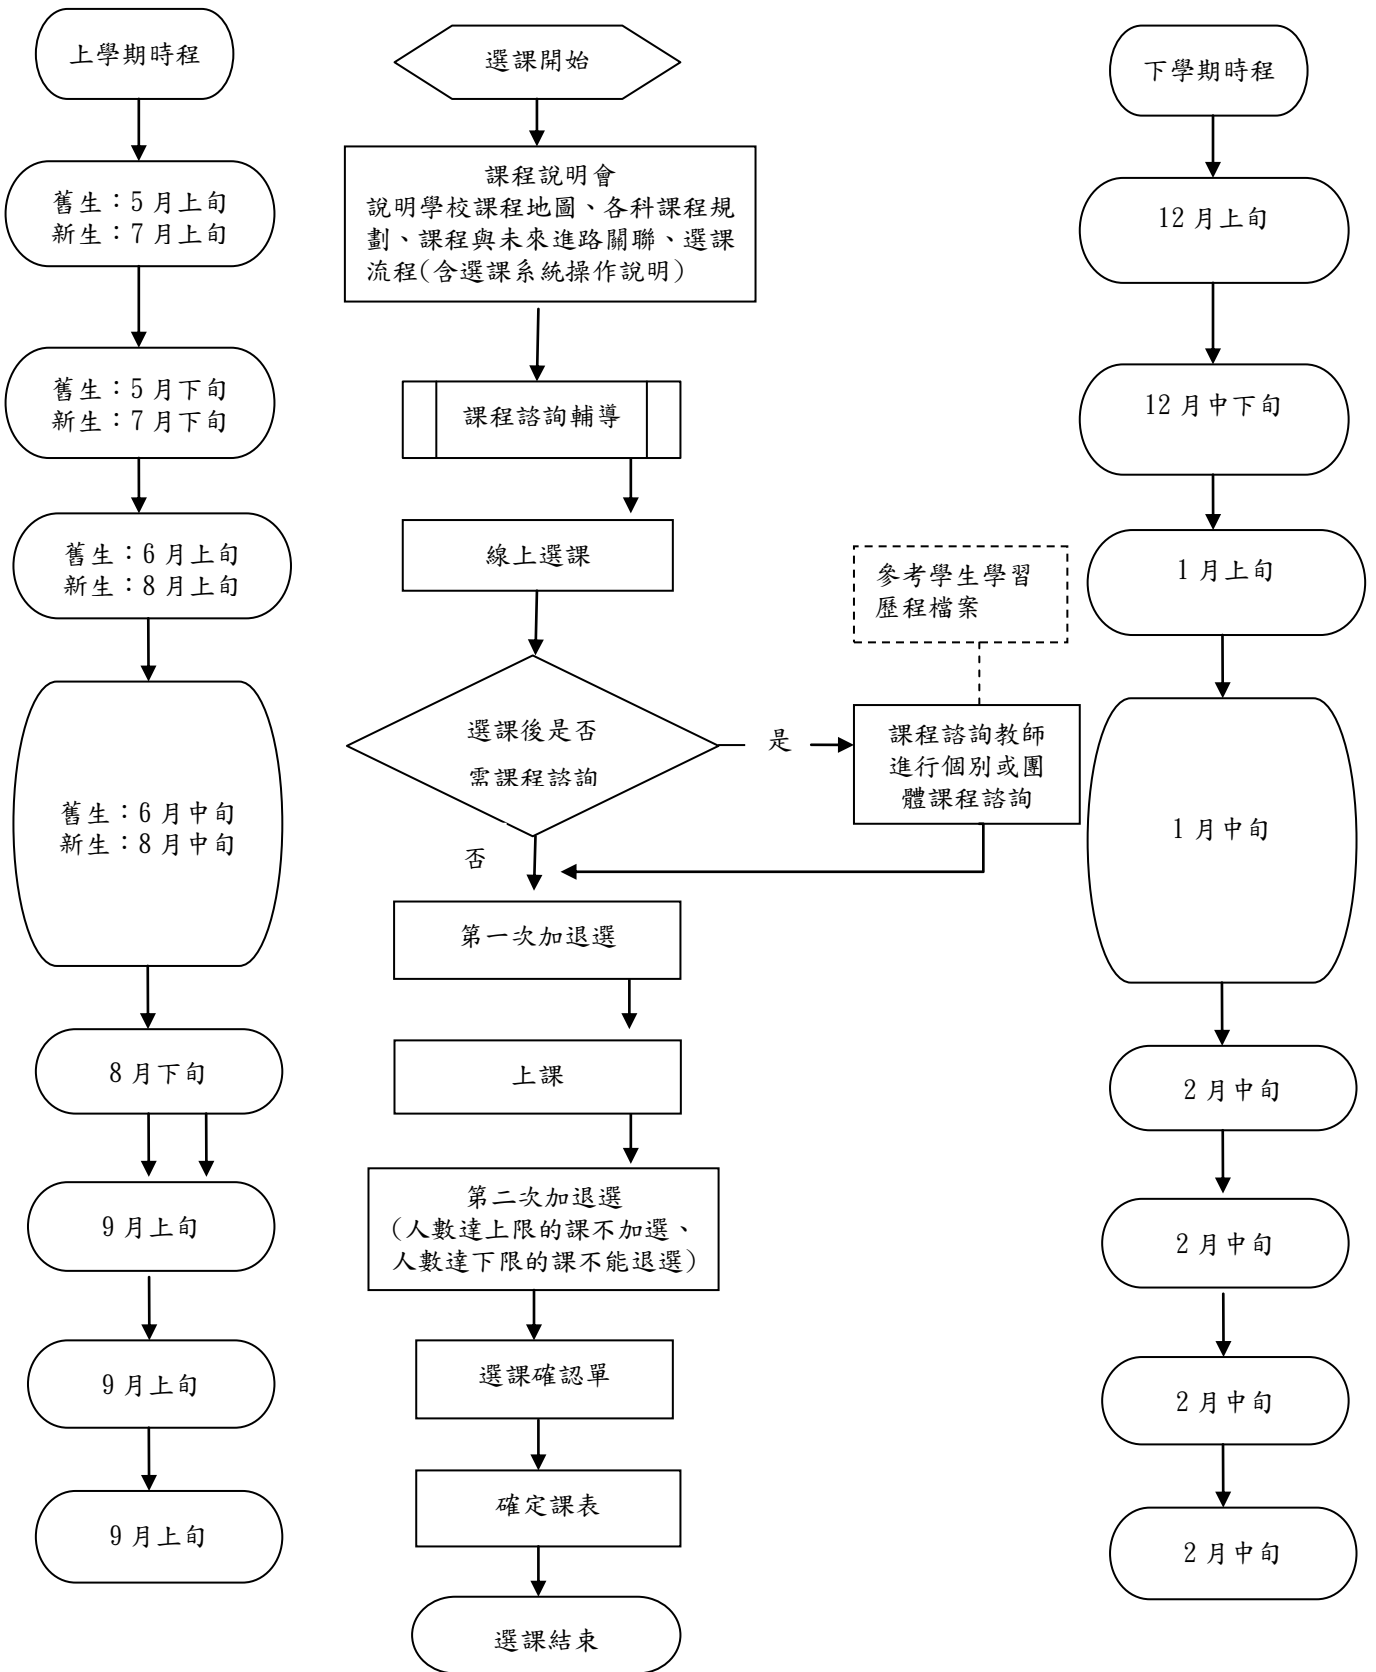 上學期時程
選課開始
下學期時程
舊生：5 月上旬
新生：7 月上旬
課程說明會
說明學校課程地圖、各科課程規
劃、課程與未來進路關聯、選課
流程(含選課系統操作說明)
12 月上旬
舊生：5 月下旬
新生：7 月下旬
課程諮詢輔導
12 月中下旬
舊生：6 月上旬
新生：8 月上旬
線上選課
參考學生學習
歷程檔案
1 月上旬
舊生：6 月中旬
新生：8 月中旬
選課後是否
需課程諮詢
是
課程諮詢教師
進行個別或團
體課程諮詢
1 月中旬
否
第一次加退選
8 月下旬
上課
2 月中旬
9 月上旬
第二次加退選
(人數達上限的課不加選、
人數達下限的課不能退選)
2 月中旬
9 月上旬
選課確認單
2 月中旬
9 月上旬
確定課表
2 月中旬
選課結束